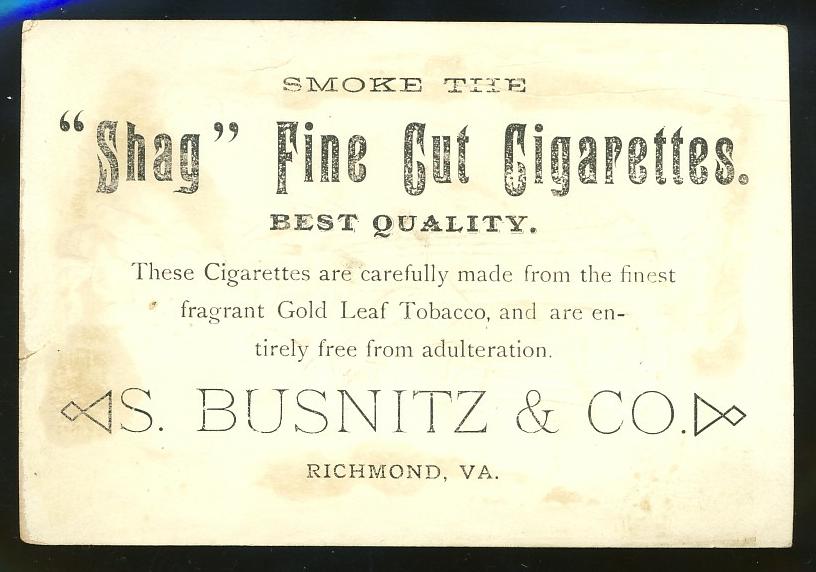 SMOKE THE
"Shag" Fine Cut Cigarettes.
BEST QUALITY.
These Cigarettes are carefully made from the finest
fragrant Gold Leaf Tobacco, and are en-
tirely free from adulteration.
S. BUSNITZ & CO.
RICHMOND, VA.